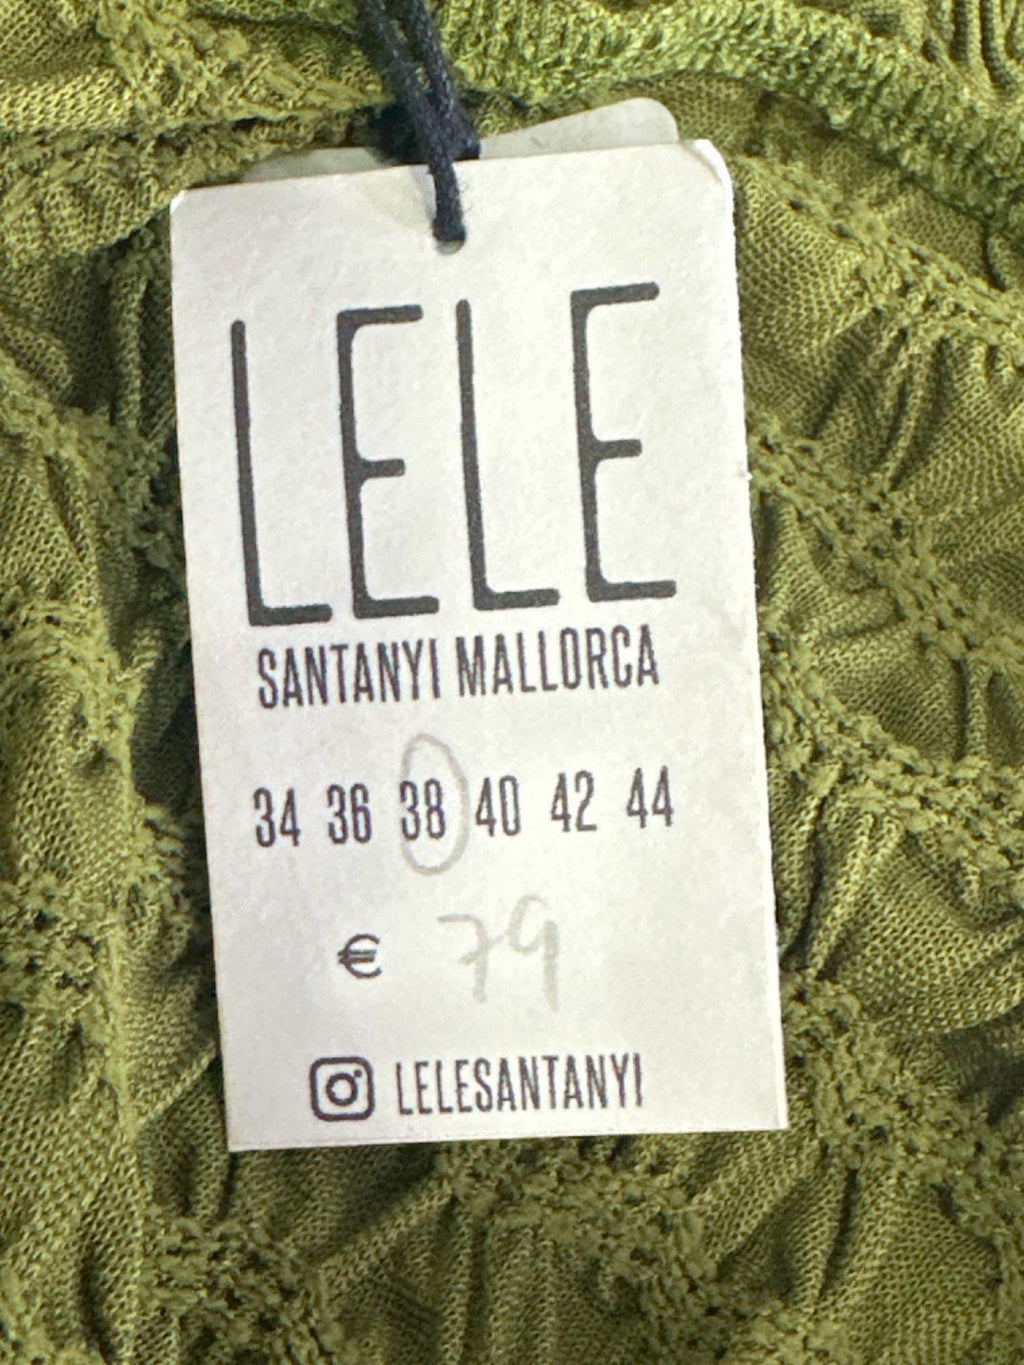 LELE
SANTANYI MALLORCA
34 36 38 40 42 44
€ 79
LELESANTANYI